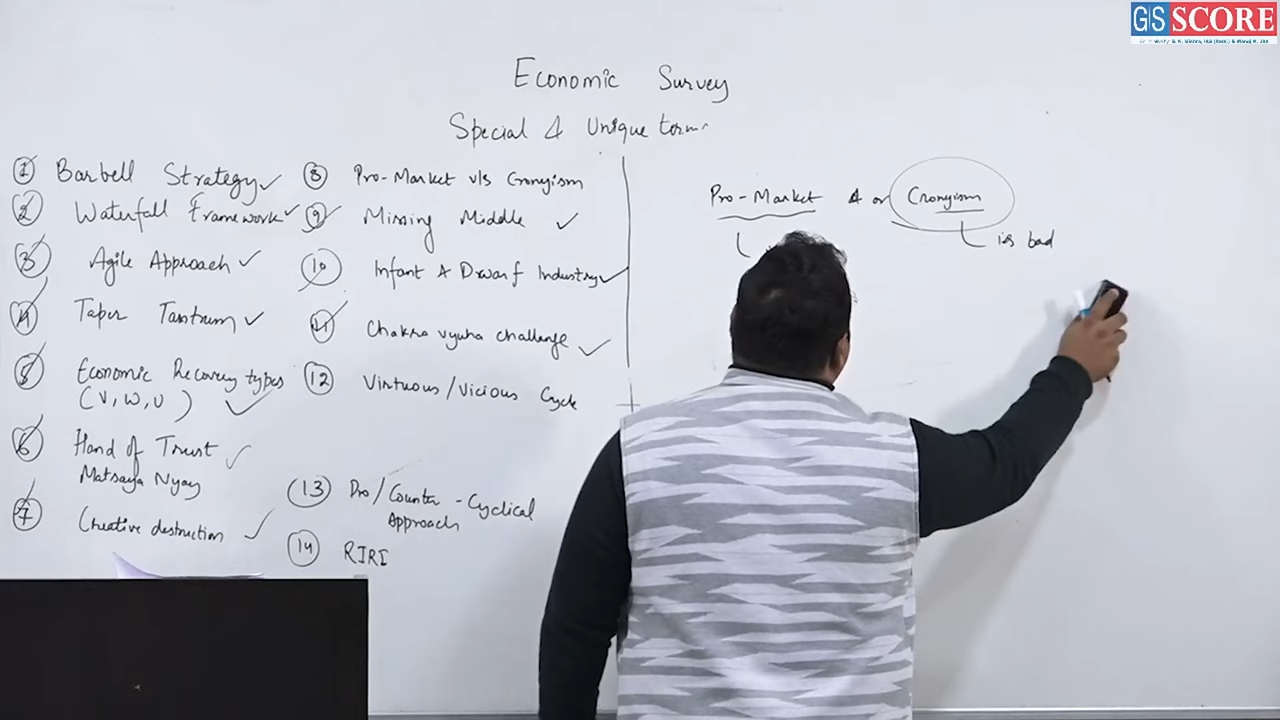 GS SCORE
Economic Survey
Special & Unique terms
1 Barbell Strategy
2 Waterfall Framework
3 Agile Approach
4 Taper Tantrum
5 Economic Recovery types
(V, W, U)
6 Hand of Trust
Matsaya Nyay
7 Creative destruction
8 Pro-Market v/s Cronyism
9 Missing Middle
10 Infant & Dwarf Industry
11 Chakra vyuha challenge
12 Virtuous/Vicious Cycle
13 Pro/Counter-Cyclical
Approach
14 RIRI
Pro-Market & or Cronyism
is bad